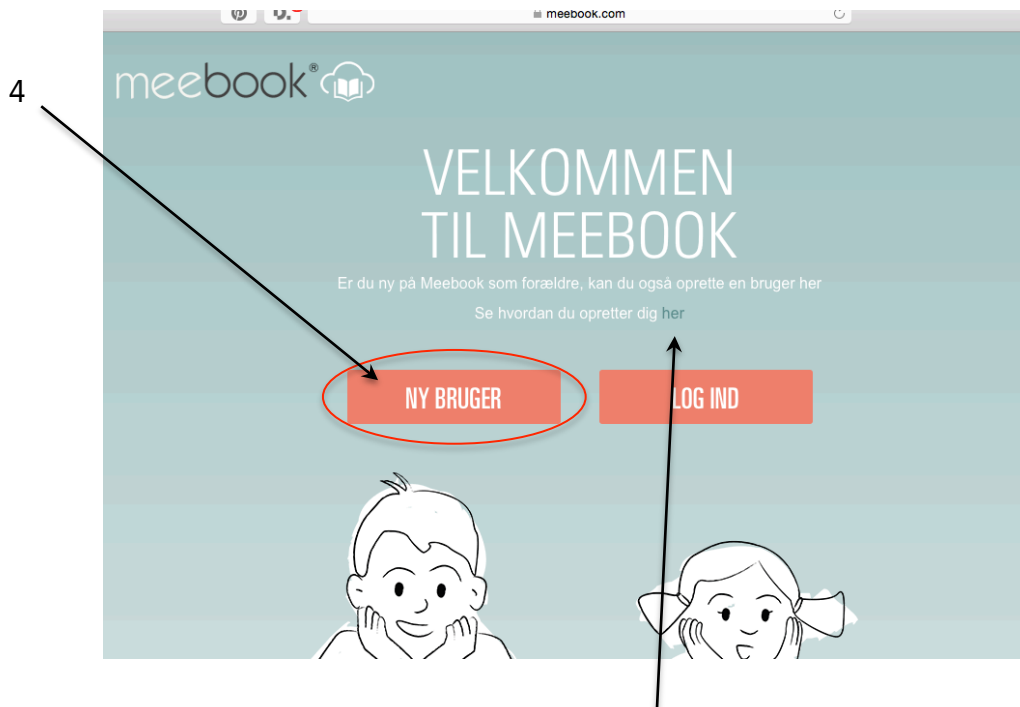 meebook.com
meebook®
4
VELKOMMEN
TIL MEEBOOK
Er du ny på Meebook som forældre, kan du også oprette en bruger her
Se hvordan du opretter dig her
NY BRUGER
LOG IND